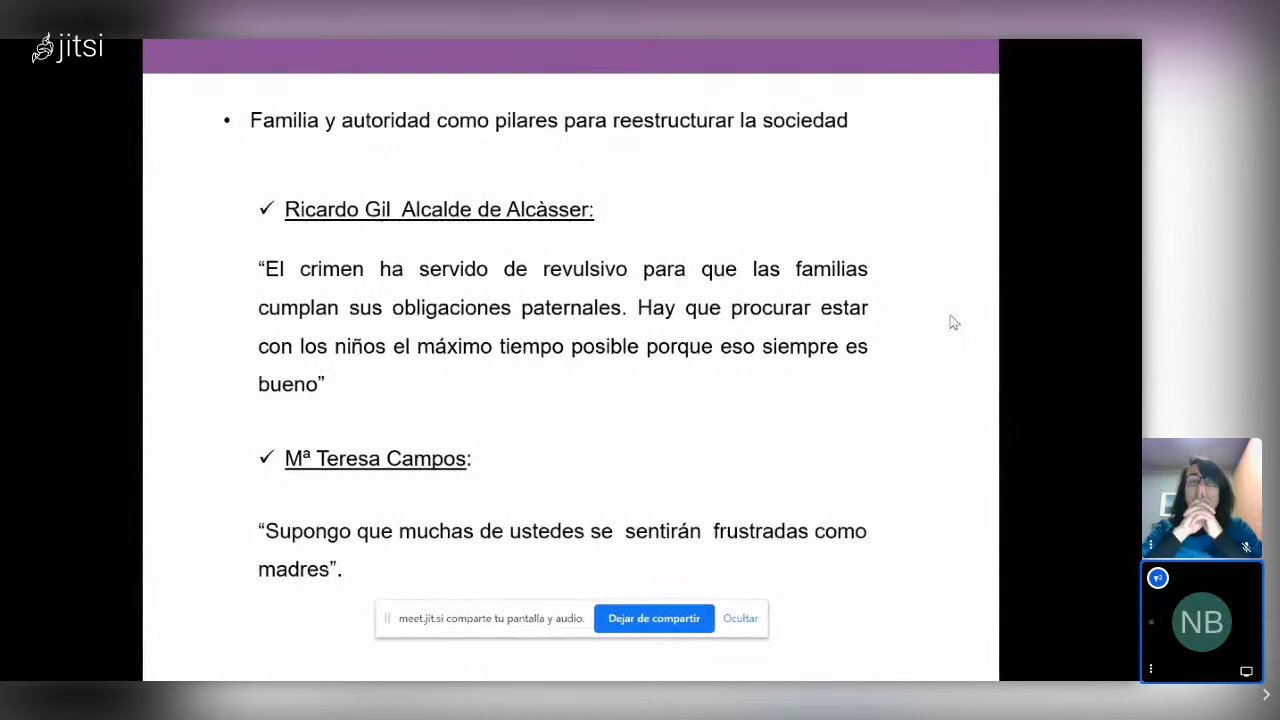 jitsi
• Familia y autoridad como pilares para reestructurar la sociedad
✓ Ricardo Gil Alcalde de Alcàsser:
“El crimen ha servido de revulsivo para que las familias
cumplan sus obligaciones paternales. Hay que procurar estar
con los niños el máximo tiempo posible porque eso siempre es
bueno”
✓ Mª Teresa Campos:
“Supongo que muchas de ustedes se sentirán frustradas como
madres”.
meet.jit.si comparte tu pantalla y audio. Dejar de compartir Ocultar
NB